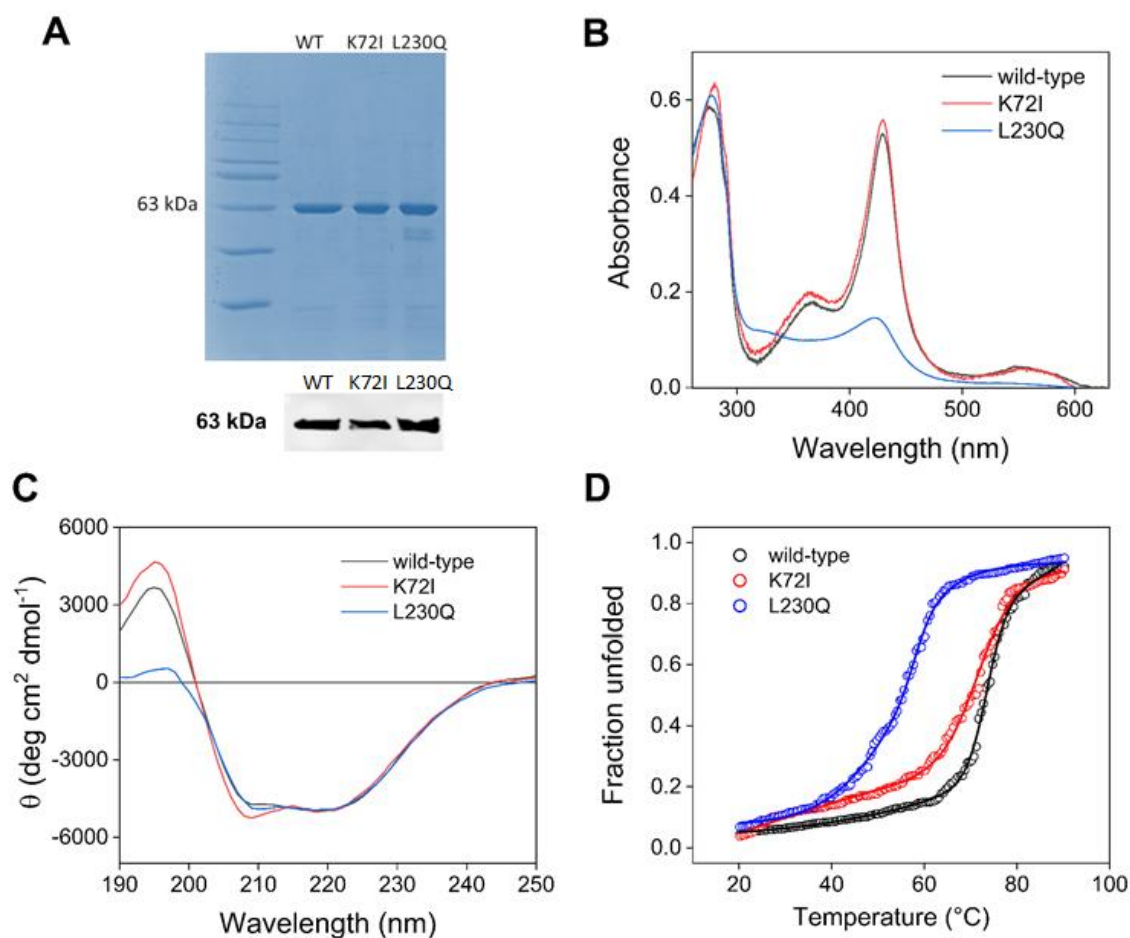 A
WT K72I L230Q
63 kDa
WT K72I L230Q
63 kDa
B
wild-type
K72I
L230Q
Absorbance
0.6
0.4
0.2
0.0
300 400 500 600
Wavelength (nm)
C
wild-type
K72I
L230Q
θ (deg cm² dmol⁻¹)
6000
3000
0
-3000
-6000
190 200 210 220 230 240 250
Wavelength (nm)
D
wild-type
K72I
L230Q
Fraction unfolded
1.0
0.8
0.6
0.4
0.2
0.0
20 40 60 80 100
Temperature (°C)